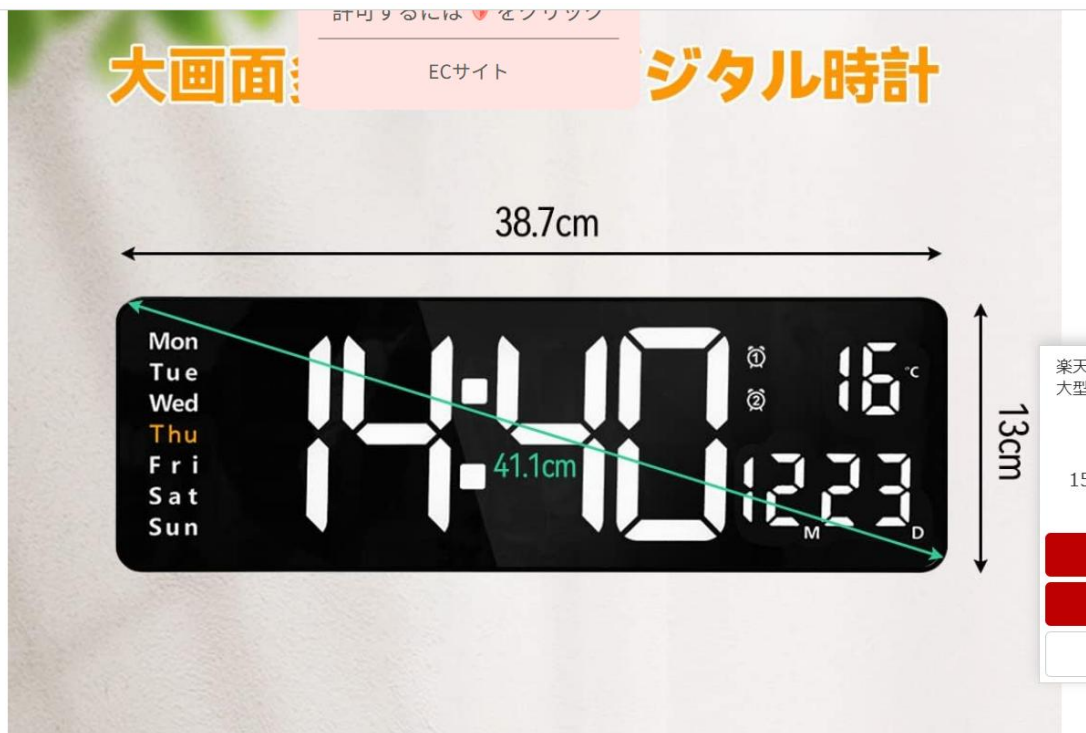 許可するには をクリック
ECサイト
大画面
ジタル時計
38.7cm
Mon
Tue
Wed
Thu
Fri
Sat
Sun
14:40
1
2
16°C
41.1cm
12M 23D
13cm
楽天
大型
15